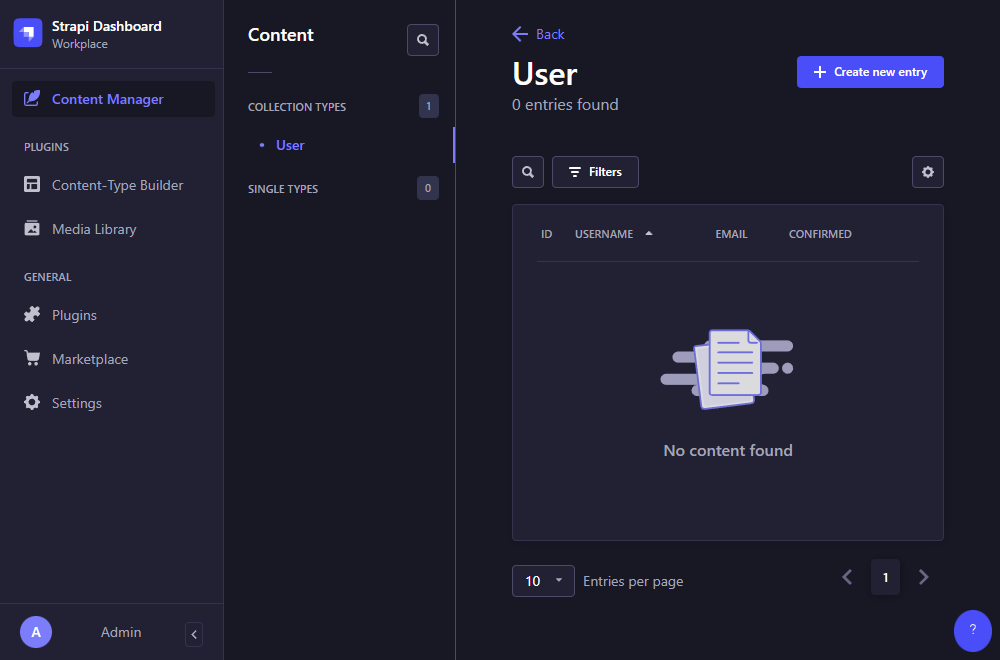 Strapi Dashboard
Workplace
Content Manager
PLUGINS
Content-Type Builder
Media Library
GENERAL
Plugins
Marketplace
Settings
A Admin
Content
COLLECTION TYPES 1
User
SINGLE TYPES 0
Back
User
Create new entry
0 entries found
Filters
ID USERNAME EMAIL CONFIRMED
No content found
10 Entries per page
1
?